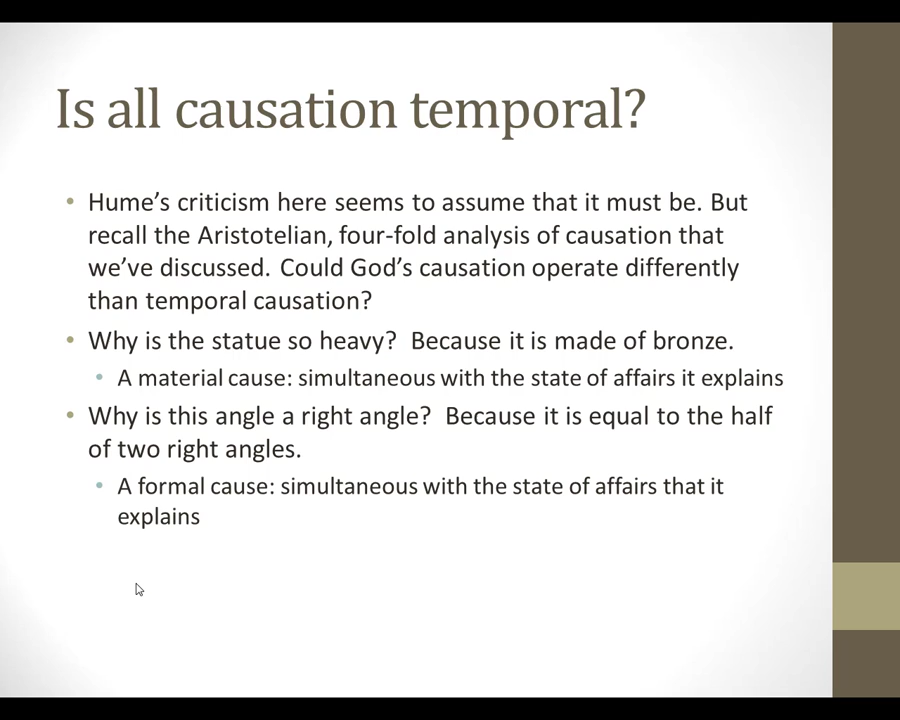 Is all causation temporal?
• Hume’s criticism here seems to assume that it must be. But
recall the Aristotelian, four-fold analysis of causation that
we’ve discussed. Could God’s causation operate differently
than temporal causation?
• Why is the statue so heavy? Because it is made of bronze.
• A material cause: simultaneous with the state of affairs it explains
• Why is this angle a right angle? Because it is equal to the half
of two right angles.
• A formal cause: simultaneous with the state of affairs that it
explains